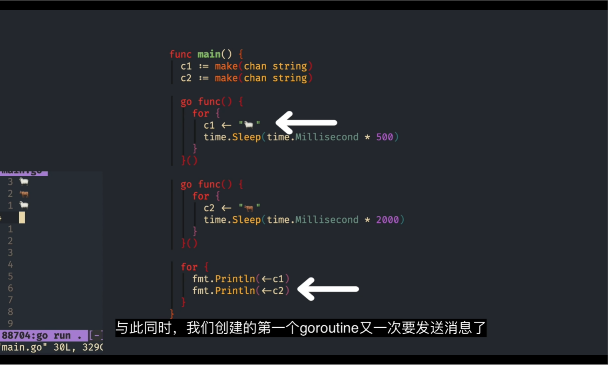 func main() {
c1 := make(chan string)
c2 := make(chan string)
go func() {
for {
c1 <- "🐑"
time.Sleep(time.Millisecond * 500)
}
}()
go func() {
for {
c2 <- "🐂"
time.Sleep(time.Millisecond * 2000)
}
}()
for {
fmt.Println(<-c1)
fmt.Println(<-c2)
}
}
main.go
3 🐑
2 🐂
1 🐑
1
2
3
4
5
6
7
8
9
88704:go run . [-]
"main.go" 30L, 329C
与此同时，我们创建的第一个goroutine又一次要发送消息了